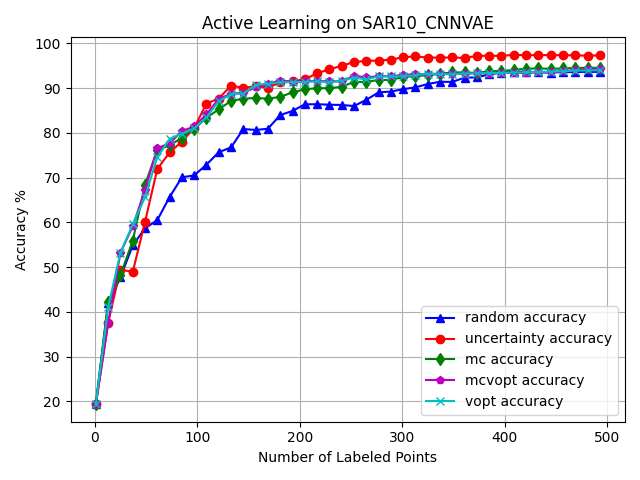 Active Learning on SAR10_CNNVAE
Accuracy %
100
90
80
70
60
50
40
30
20
0
100
200
300
400
500
Number of Labeled Points
random accuracy
uncertainty accuracy
mc accuracy
mcvopt accuracy
vopt accuracy